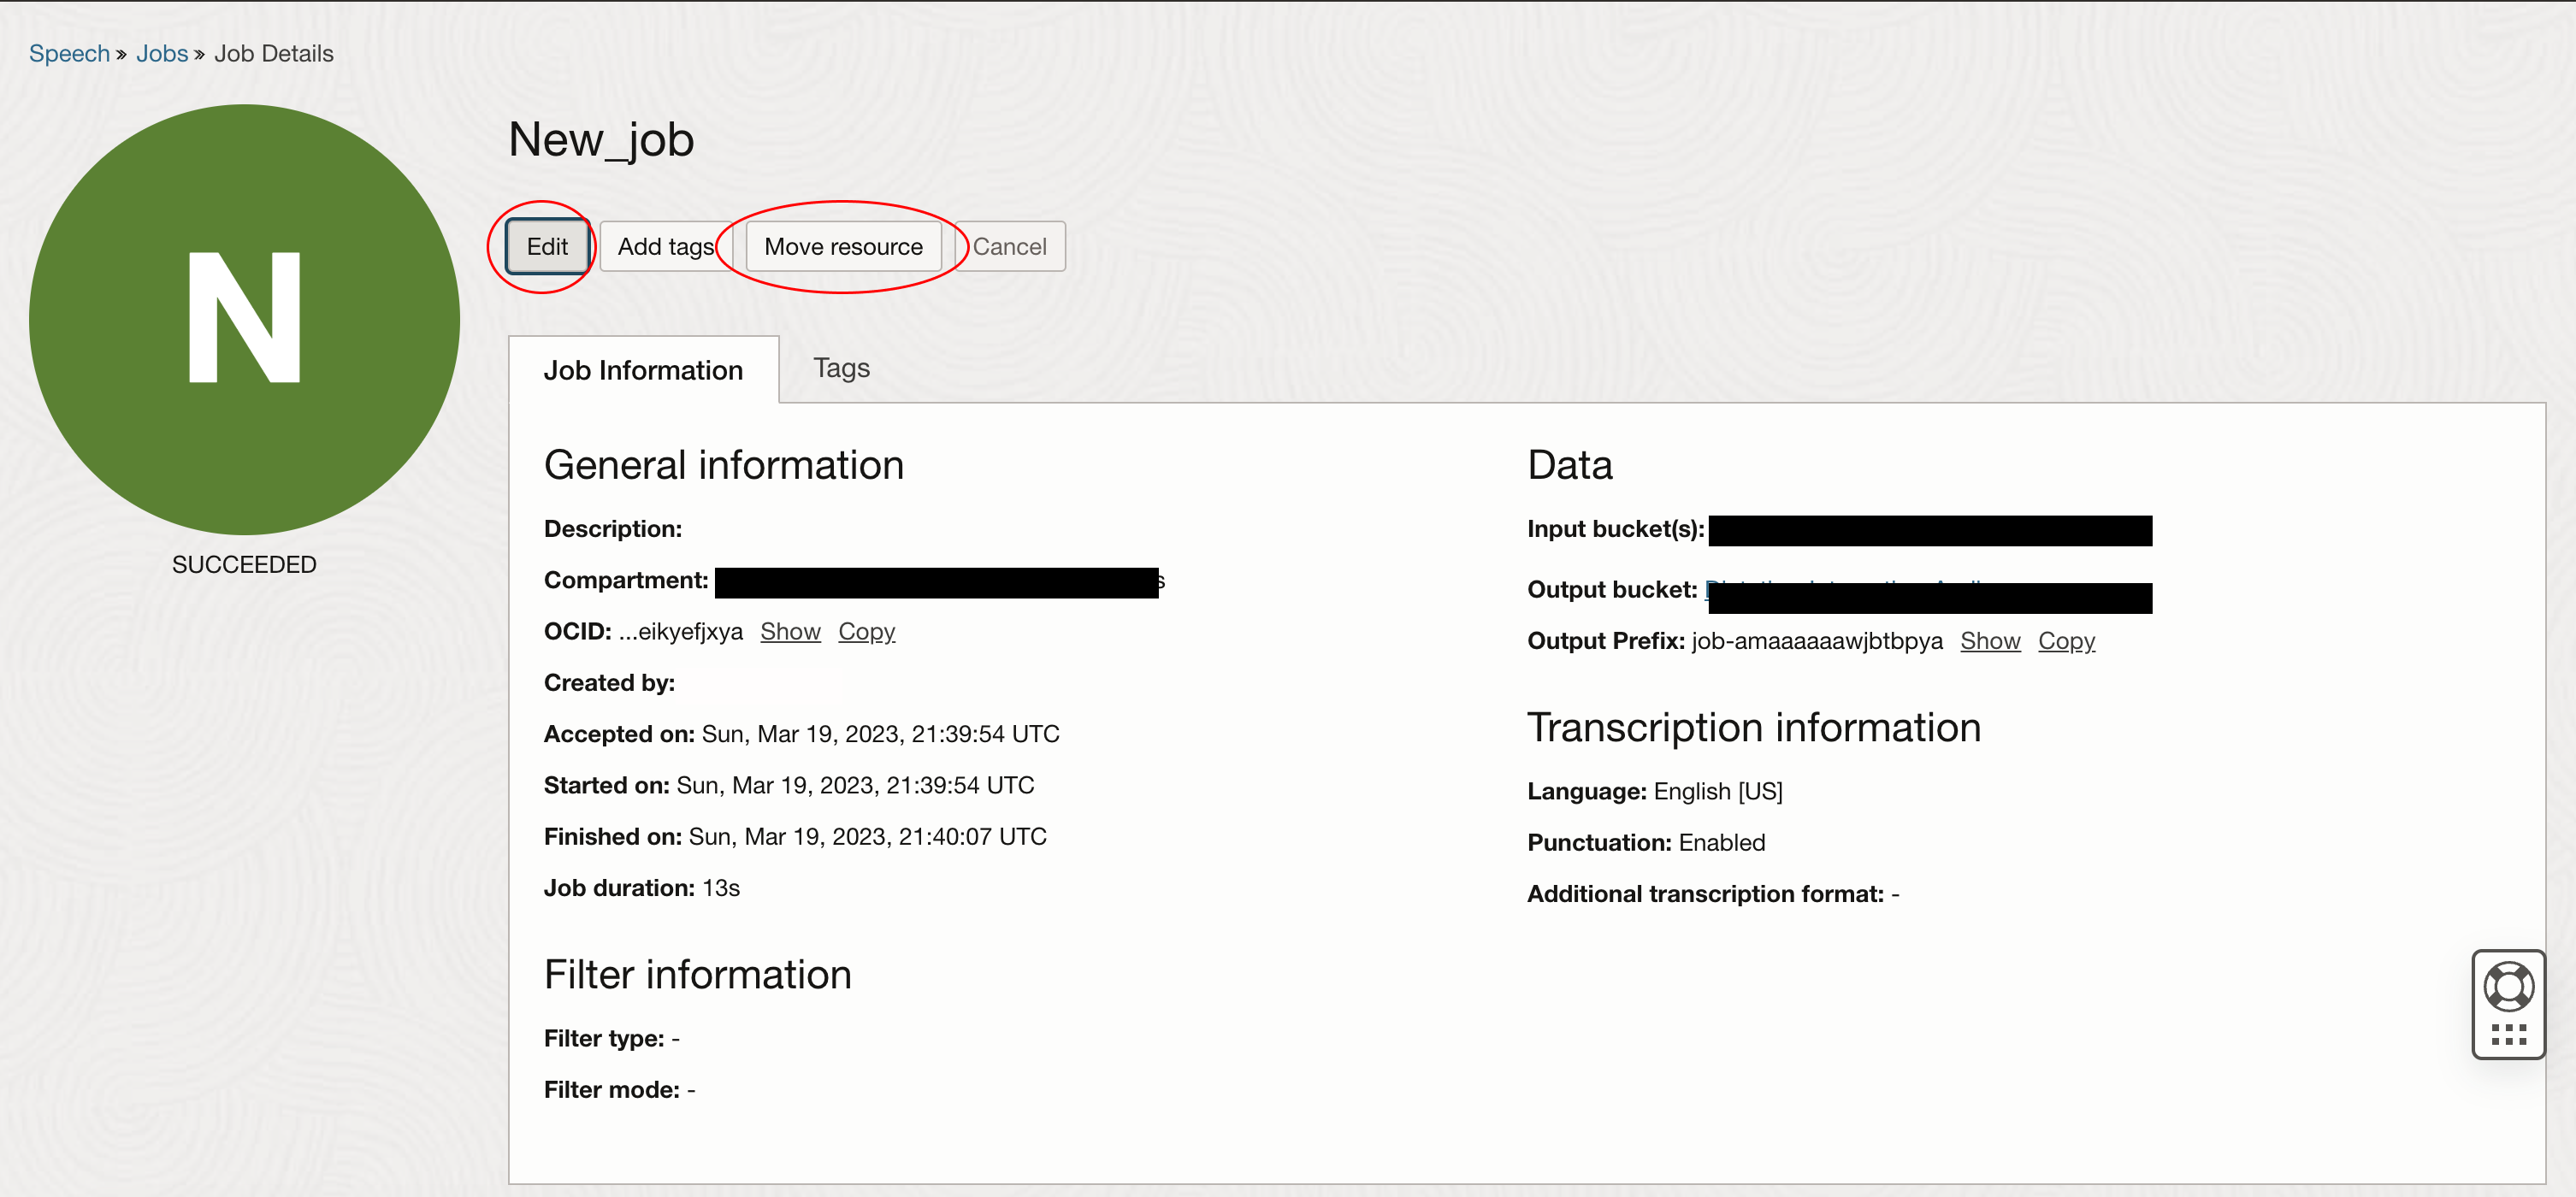 Speech » Jobs » Job Details
N
SUCCEEDED
New_job
Edit
Add tags
Move resource
Cancel
Job Information
Tags
General information
Description:
Compartment: s
OCID: ...eikyefjxya Show Copy
Created by:
Accepted on: Sun, Mar 19, 2023, 21:39:54 UTC
Started on: Sun, Mar 19, 2023, 21:39:54 UTC
Finished on: Sun, Mar 19, 2023, 21:40:07 UTC
Job duration: 13s
Filter information
Filter type: -
Filter mode: -
Data
Input bucket(s):
Output bucket:
Output Prefix: job-amaaaaaawjbtbpya Show Copy
Transcription information
Language: English [US]
Punctuation: Enabled
Additional transcription format: -